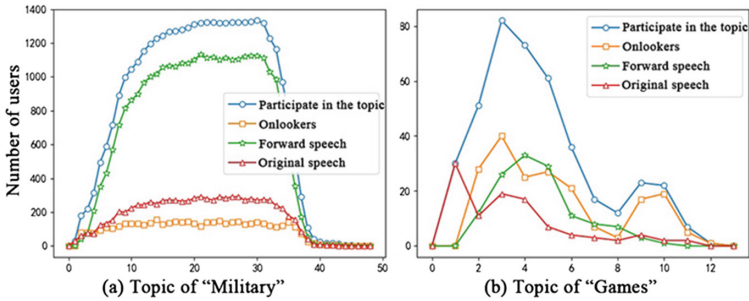 1400
1200
1000
800
600
400
200
0
Number of users
Participate in the topic
Onlookers
Forward speech
Original speech
0 10 20 30 40 50
(a) Topic of “Military”
80
60
40
20
0
Participate in the topic
Onlookers
Forward speech
Original speech
0 2 4 6 8 10 12
(b) Topic of “Games”